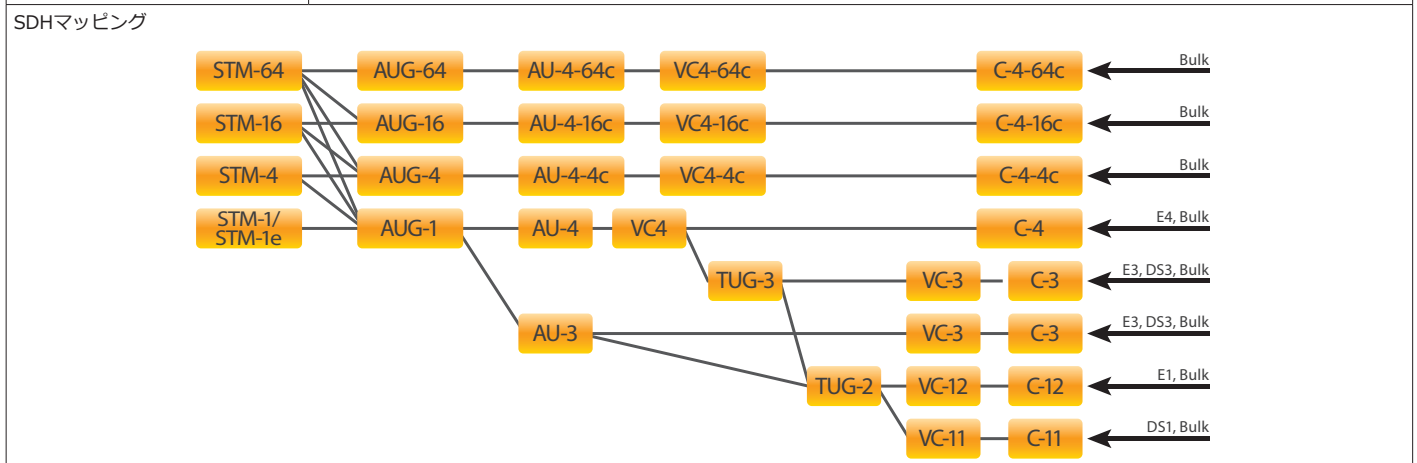 SDHマッピング
STM-64 AUG-64 AU-4-64c VC4-64c C-4-64c Bulk
STM-16 AUG-16 AU-4-16c VC4-16c C-4-16c Bulk
STM-4 AUG-4 AU-4-4c VC4-4c C-4-4c Bulk
STM-1/
STM-1e AUG-1 AU-4 VC4 C-4 E4, Bulk
TUG-3 VC-3 C-3 E3, DS3, Bulk
AU-3 VC-3 C-3 E3, DS3, Bulk
TUG-2 VC-12 C-12 E1, Bulk
VC-11 C-11 DS1, Bulk